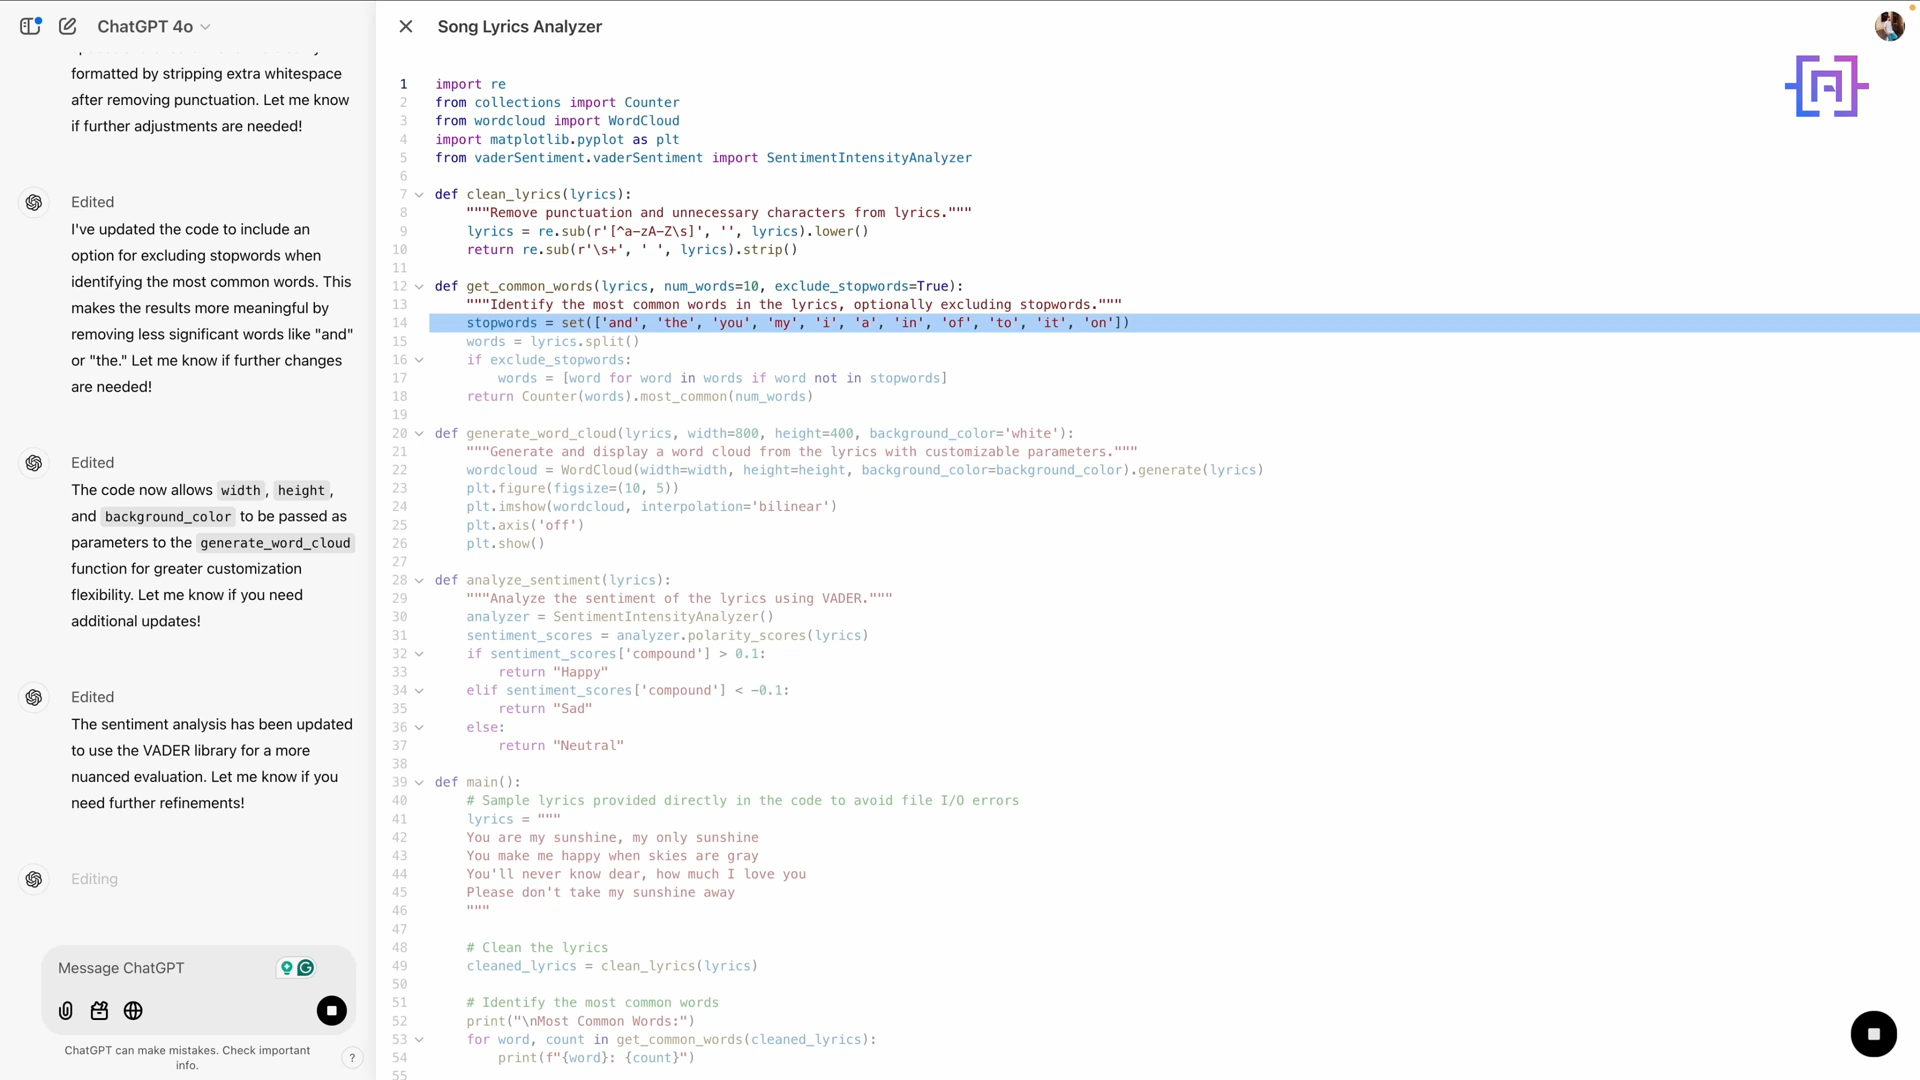 ChatGPT 4o
formatted by stripping extra whitespace
after removing punctuation. Let me know
if further adjustments are needed!
Edited
I've updated the code to include an
option for excluding stopwords when
identifying the most common words. This
makes the results more meaningful by
removing less significant words like "and"
or "the." Let me know if further changes
are needed!
Edited
The code now allows width, height,
and background_color to be passed as
parameters to the generate_word_cloud
function for greater customization
flexibility. Let me know if you need
additional updates!
Edited
The sentiment analysis has been updated
to use the VADER library for a more
nuanced evaluation. Let me know if you
need further refinements!
Editing
Message ChatGPT
ChatGPT can make mistakes. Check important
info.
?
Song Lyrics Analyzer
1 import re
2 from collections import Counter
3 from wordcloud import WordCloud
4 import matplotlib.pyplot as plt
5 from vaderSentiment.vaderSentiment import SentimentIntensityAnalyzer
6
7 def clean_lyrics(lyrics):
8 """Remove punctuation and unnecessary characters from lyrics."""
9 lyrics = re.sub(r'[^a-zA-Z\s]', '', lyrics).lower()
10 return re.sub(r'\s+', ' ', lyrics).strip()
11
12 def get_common_words(lyrics, num_words=10, exclude_stopwords=True):
13 """Identify the most common words in the lyrics, optionally excluding stopwords."""
14 stopwords = set(['and', 'the', 'you', 'my', 'i', 'a', 'in', 'of', 'to', 'it', 'on'])
15 words = lyrics.split()
16 if exclude_stopwords:
17 words = [word for word in words if word not in stopwords]
18 return Counter(words).most_common(num_words)
19
20 def generate_word_cloud(lyrics, width=800, height=400, background_color='white'):
21 """Generate and display a word cloud from the lyrics with customizable parameters."""
22 wordcloud = WordCloud(width=width, height=height, background_color=background_color).generate(lyrics)
23 plt.figure(figsize=(10, 5))
24 plt.imshow(wordcloud, interpolation='bilinear')
25 plt.axis('off')
26 plt.show()
27
28 def analyze_sentiment(lyrics):
29 """Analyze the sentiment of the lyrics using VADER."""
30 analyzer = SentimentIntensityAnalyzer()
31 sentiment_scores = analyzer.polarity_scores(lyrics)
32 if sentiment_scores['compound'] > 0.1:
33 return "Happy"
34 elif sentiment_scores['compound'] < -0.1:
35 return "Sad"
36 else:
37 return "Neutral"
38
39 def main():
40 # Sample lyrics provided directly in the code to avoid file I/O errors
41 lyrics = """
42 You are my sunshine, my only sunshine
43 You make me happy when skies are gray
44 You'll never know dear, how much I love you
45 Please don't take my sunshine away
46 """
47
48 # Clean the lyrics
49 cleaned_lyrics = clean_lyrics(lyrics)
50
51 # Identify the most common words
52 print("\nMost Common Words:")
53 for word, count in get_common_words(cleaned_lyrics):
54 print(f"{word}: {count}")
55